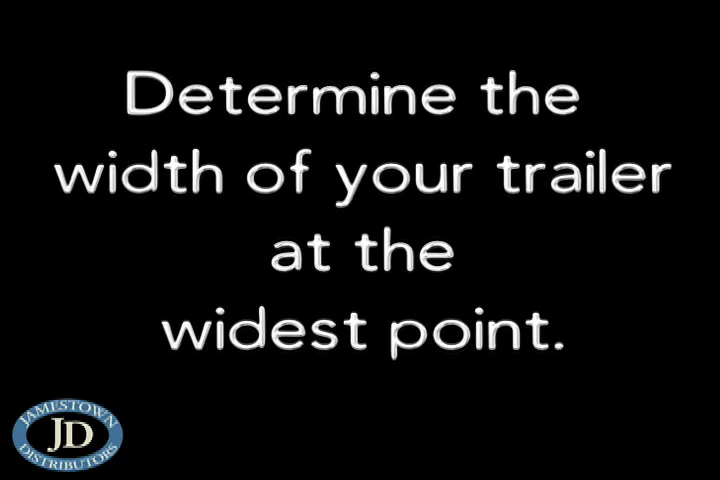 Determine the
width of your trailer
at the
widest point.
JAMESTOWN
JD
DISTRIBUTORS